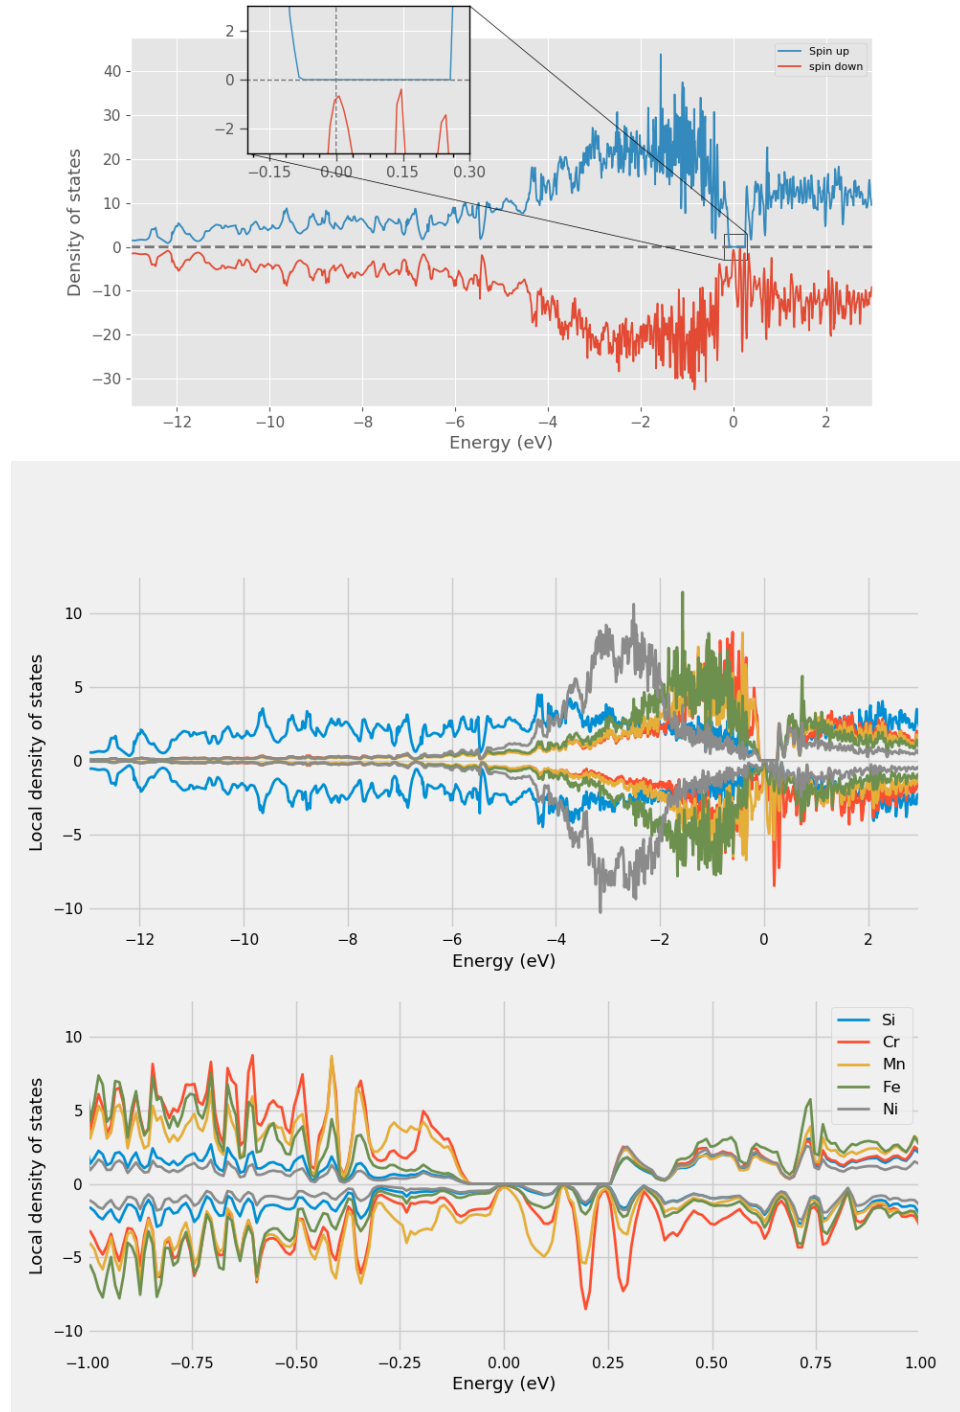 2
0
−2
−0.15 0.00 0.15 0.30
Spin up
spin down
40
30
20
10
0
−10
−20
−30
Density of states
−12 −10 −8 −6 −4 −2 0 2
Energy (eV)
10
5
0
−5
−10
Local density of states
−12 −10 −8 −6 −4 −2 0 2
Energy (eV)
Si
Cr
Mn
Fe
Ni
10
5
0
−5
−10
Local density of states
−1.00 −0.75 −0.50 −0.25 0.00 0.25 0.50 0.75 1.00
Energy (eV)